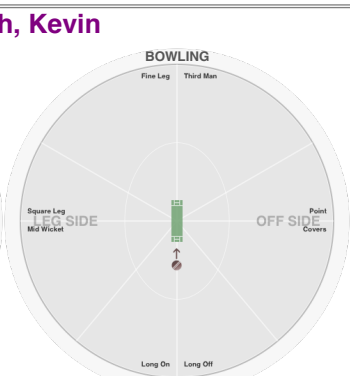 h, Kevin
BOWLING
Fine Leg Third Man
Square Leg Point
LEG SIDE OFF SIDE
Mid Wicket Covers
Long On Long Off